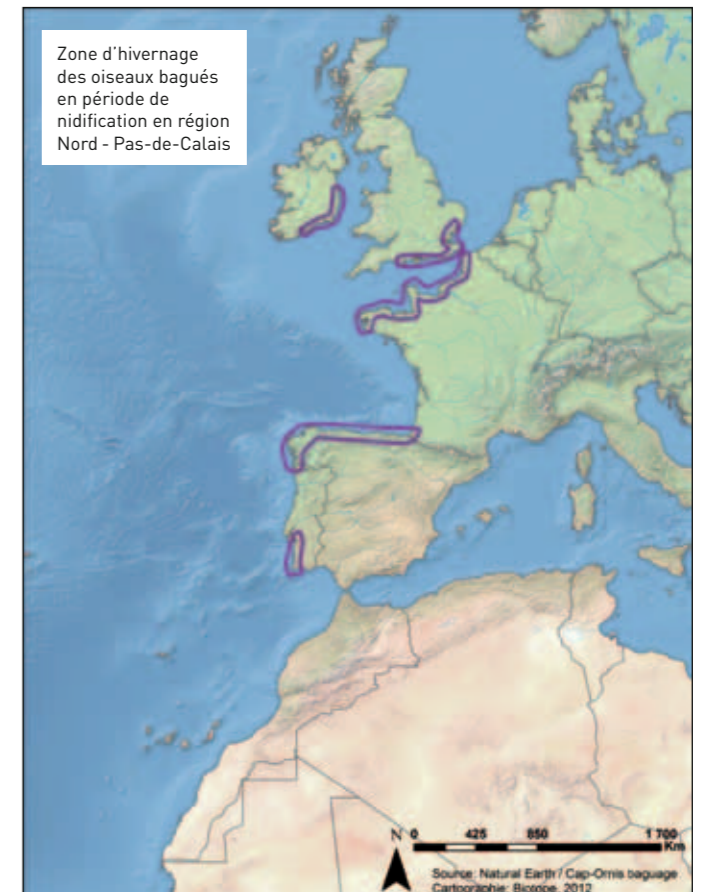 Zone d'hivernage
des oiseaux bagués
en période de
nidification en région
Nord - Pas-de-Calais
N 0 425 850 1 700
Km
Source: Natural Earth / Cap-Ornis baguage
Cartographie: Biotope, 2012